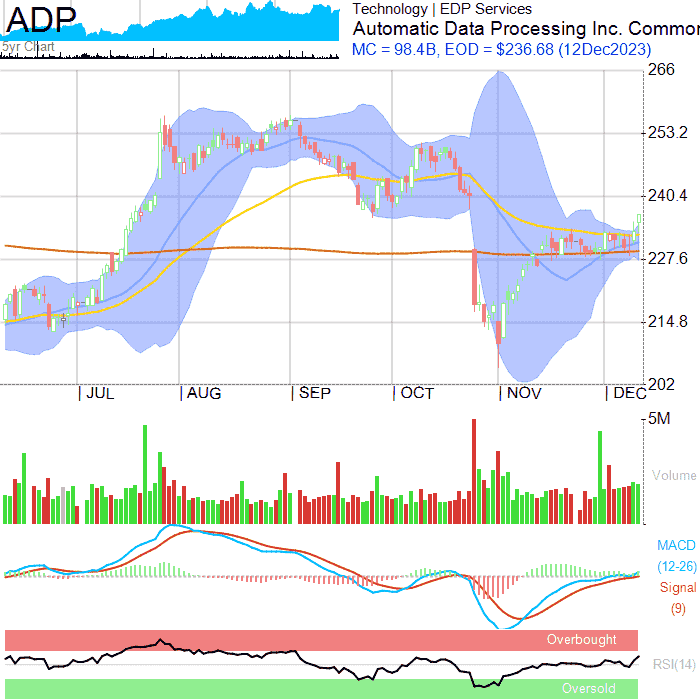 ADP
5yr Chart
Technology | EDP Services
Automatic Data Processing Inc. Common
MC = 98.4B, EOD = $236.68 (12Dec2023)
266
253.2
240.4
227.6
214.8
202
JUL AUG SEP OCT NOV DEC
5M
Volume
MACD
(12-26)
Signal
(9)
Overbought
RSI(14)
Oversold